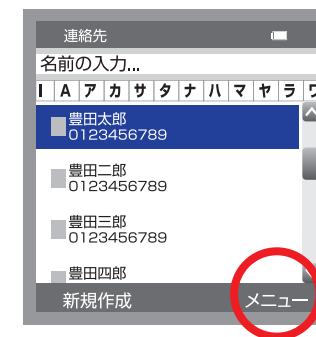 連絡先
名前の入力...
I A ア カ サ タ ナ ハ マ ヤ ラ ワ
豊田太郎
0123456789
豊田二郎
0123456789
豊田三郎
0123456789
豊田四郎
新規作成 メニュー